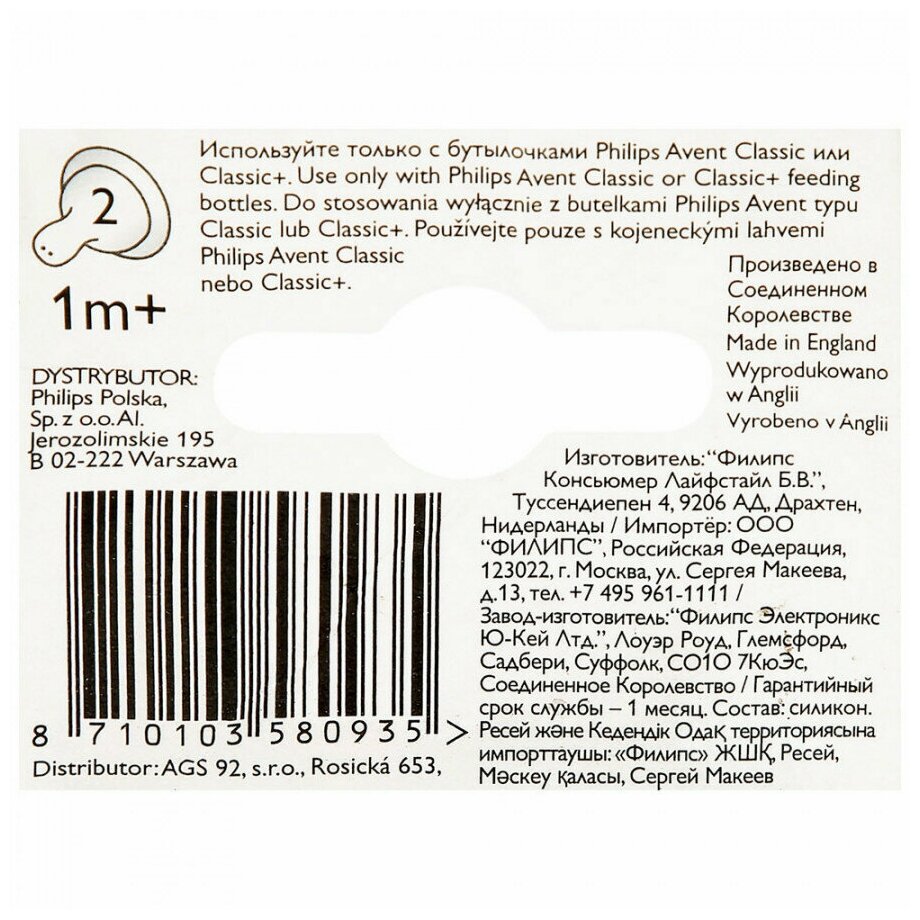 2
1m+
Используйте только с бутылочками Philips Avent Classic или
Classic+. Use only with Philips Avent Classic or Classic+ feeding
bottles. Do stosowania wyłącznie z butelkami Philips Avent typu
Classic lub Classic+. Používejte pouze s kojeneckými lahvemi
Philips Avent Classic
nebo Classic+.
Произведено в
Соединенном
Королевстве
Made in England
Wyprodukowano
w Anglii
Vyrobeno v Anglii
DYSTRYBUTOR:
Philips Polska,
Sp. z o.o.Al.
Jerozolimskie 195
B 02-222 Warszawa
Изготовитель:“Филипс
Консьюмер Лайфстайл Б.В.”,
Туссендиепен 4, 9206 АД, Драхтен,
Нидерланды / Импортёр: ООО
“ФИЛИПС”, Российская Федерация,
123022, г. Москва, ул. Сергея Макеева,
д.13, тел. +7 495 961-1111 /
Завод-изготовитель:“Филипс Электроникс
Ю-Кей Лтд.”, Лоуэр Роуд, Глемсфорд,
Садбери, Суффолк, СО10 7КюЭс,
Соединенное Королевство / Гарантийный
срок службы – 1 месяц. Состав: силикон.
Ресей және Кедендік Одақ территориясына
импорттаушы: «Филипс» ЖШҚ, Ресей,
Мәскеу қаласы, Сергей Макеев
8 710103 580935 >
Distributor: AGS 92, s.r.o., Rosická 653,